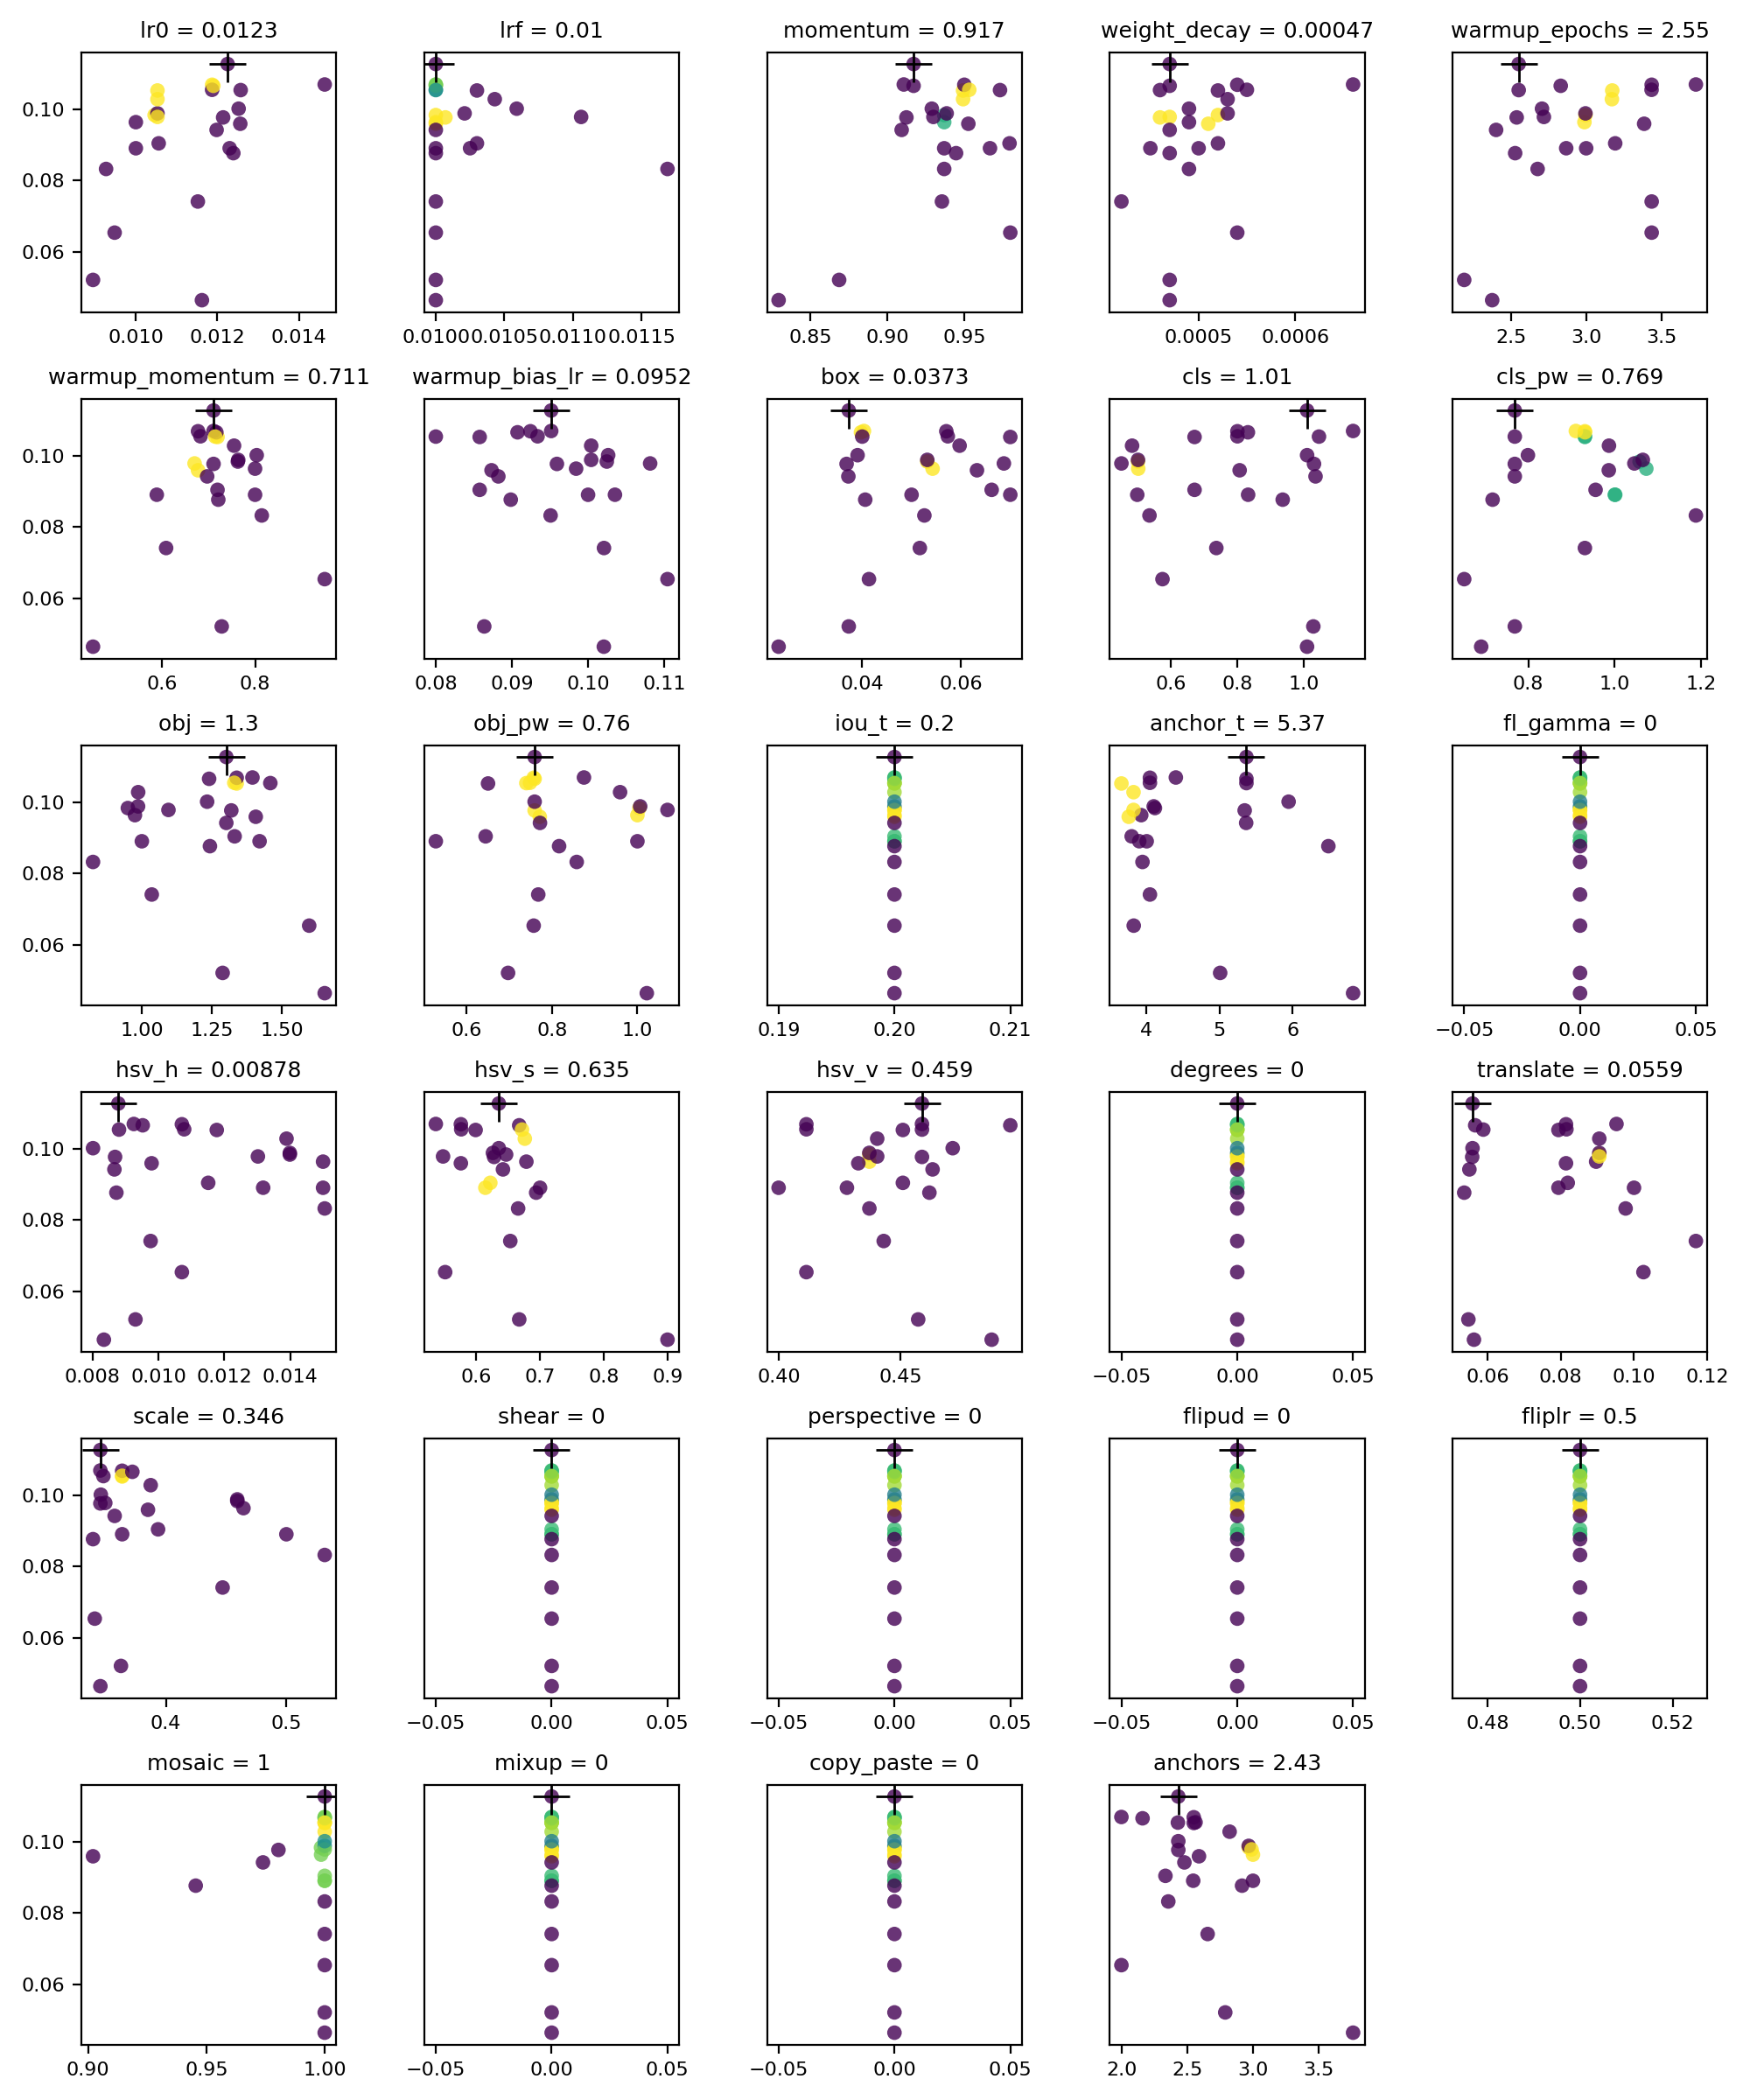 lr0 = 0.0123 lrf = 0.01 momentum = 0.917 weight_decay = 0.00047 warmup_epochs = 2.55
0.10
0.08
0.06
0.010 0.012 0.014 0.0100 0.0105 0.0110 0.0115 0.85 0.90 0.95 0.0005 0.0006 2.5 3.0 3.5
warmup_momentum = 0.711 warmup_bias_lr = 0.0952 box = 0.0373 cls = 1.01 cls_pw = 0.769
0.10
0.08
0.06
0.6 0.8 0.08 0.09 0.10 0.11 0.04 0.06 0.6 0.8 1.0 0.8 1.0 1.2
obj = 1.3 obj_pw = 0.76 iou_t = 0.2 anchor_t = 5.37 fl_gamma = 0
0.10
0.08
0.06
1.00 1.25 1.50 0.6 0.8 1.0 0.19 0.20 0.21 4 5 6 −0.05 0.00 0.05
hsv_h = 0.00878 hsv_s = 0.635 hsv_v = 0.459 degrees = 0 translate = 0.0559
0.10
0.08
0.06
0.008 0.010 0.012 0.014 0.6 0.7 0.8 0.9 0.40 0.45 −0.05 0.00 0.05 0.06 0.08 0.10 0.12
scale = 0.346 shear = 0 perspective = 0 flipud = 0 fliplr = 0.5
0.10
0.08
0.06
0.4 0.5 −0.05 0.00 0.05 −0.05 0.00 0.05 −0.05 0.00 0.05 0.48 0.50 0.52
mosaic = 1 mixup = 0 copy_paste = 0 anchors = 2.43
0.10
0.08
0.06
0.90 0.95 1.00 −0.05 0.00 0.05 −0.05 0.00 0.05 2.0 2.5 3.0 3.5